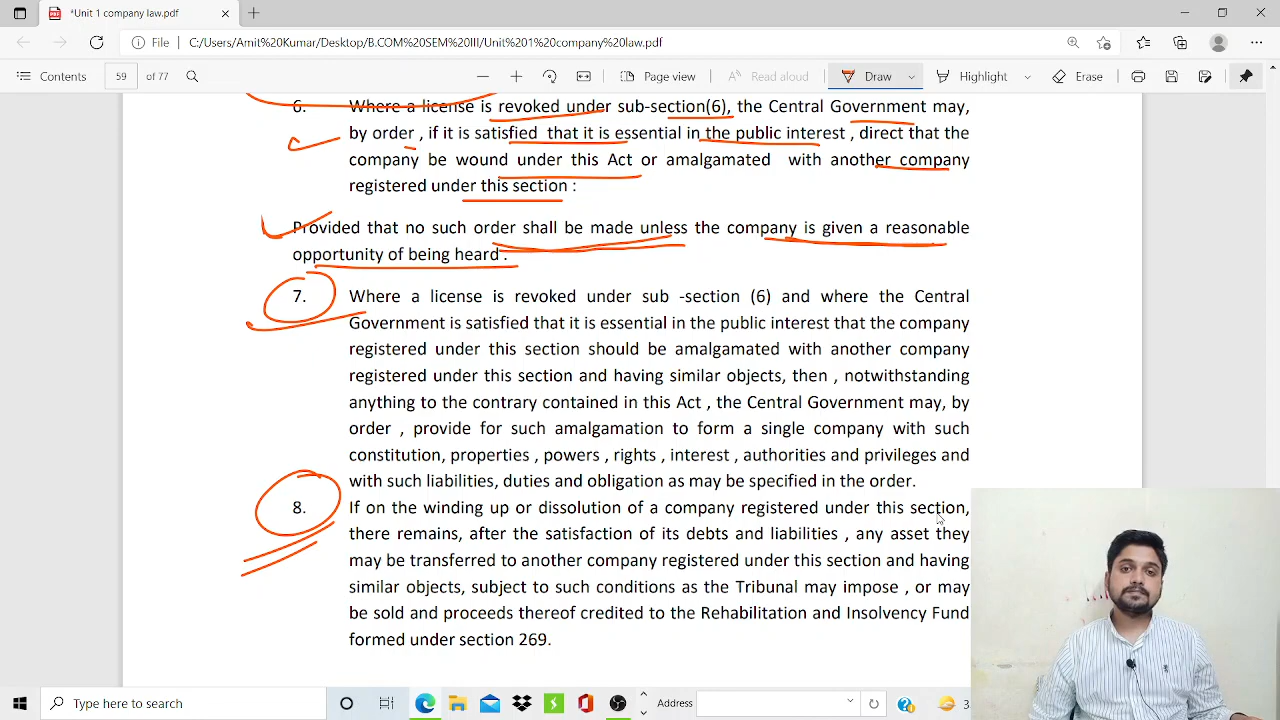 *Unit 1 company law.pdf
File
C:/Users/Amit%20Kumar/Desktop/B.COM%20SEM%20III/Unit%201%20company%20law.pdf
Contents
59
of 77
Page view
Read aloud
Draw
Highlight
Erase
6. Where a license is revoked under sub-section(6), the Central Government may,
by order , if it is satisfied that it is essential in the public interest , direct that the
company be wound under this Act or amalgamated with another company
registered under this section :
Provided that no such order shall be made unless the company is given a reasonable
opportunity of being heard .
7. Where a license is revoked under sub -section (6) and where the Central
Government is satisfied that it is essential in the public interest that the company
registered under this section should be amalgamated with another company
registered under this section and having similar objects, then , notwithstanding
anything to the contrary contained in this Act , the Central Government may, by
order , provide for such amalgamation to form a single company with such
constitution, properties , powers , rights , interest , authorities and privileges and
with such liabilities, duties and obligation as may be specified in the order.
8. If on the winding up or dissolution of a company registered under this section,
there remains, after the satisfaction of its debts and liabilities , any asset they
may be transferred to another company registered under this section and having
similar objects, subject to such conditions as the Tribunal may impose , or may
be sold and proceeds thereof credited to the Rehabilitation and Insolvency Fund
formed under section 269.
Type here to search
Address
3